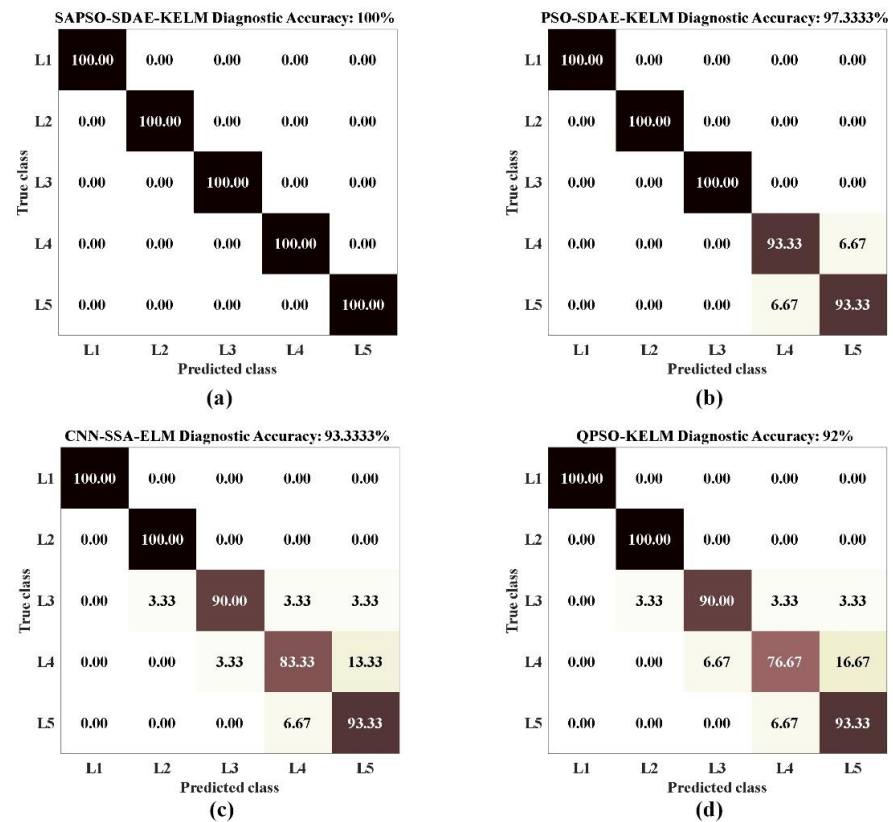 SAPSO-SDAE-KELM Diagnostic Accuracy: 100%
L1 100.00 0.00 0.00 0.00 0.00
L2 0.00 100.00 0.00 0.00 0.00
L3 0.00 0.00 100.00 0.00 0.00
L4 0.00 0.00 0.00 100.00 0.00
L5 0.00 0.00 0.00 0.00 100.00
True class
L1 L2 L3 L4 L5
Predicted class
(a)
PSO-SDAE-KELM Diagnostic Accuracy: 97.3333%
L1 100.00 0.00 0.00 0.00 0.00
L2 0.00 100.00 0.00 0.00 0.00
L3 0.00 0.00 100.00 0.00 0.00
L4 0.00 0.00 0.00 93.33 6.67
L5 0.00 0.00 0.00 6.67 93.33
True class
L1 L2 L3 L4 L5
Predicted class
(b)
CNN-SSA-ELM Diagnostic Accuracy: 93.3333%
L1 100.00 0.00 0.00 0.00 0.00
L2 0.00 100.00 0.00 0.00 0.00
L3 0.00 3.33 90.00 3.33 3.33
L4 0.00 0.00 3.33 83.33 13.33
L5 0.00 0.00 0.00 6.67 93.33
True class
L1 L2 L3 L4 L5
Predicted class
(c)
QPSO-KELM Diagnostic Accuracy: 92%
L1 100.00 0.00 0.00 0.00 0.00
L2 0.00 100.00 0.00 0.00 0.00
L3 0.00 3.33 90.00 3.33 3.33
L4 0.00 0.00 6.67 76.67 16.67
L5 0.00 0.00 0.00 6.67 93.33
True class
L1 L2 L3 L4 L5
Predicted class
(d)